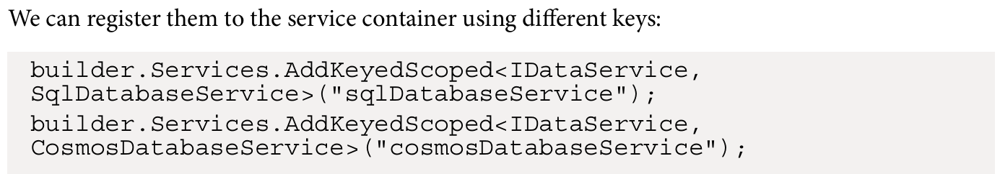 We can register them to the service container using different keys:
builder.Services.AddKeyedScoped<IDataService,
SqlDatabaseService>("sqlDatabaseService");
builder.Services.AddKeyedScoped<IDataService,
CosmosDatabaseService>("cosmosDatabaseService");